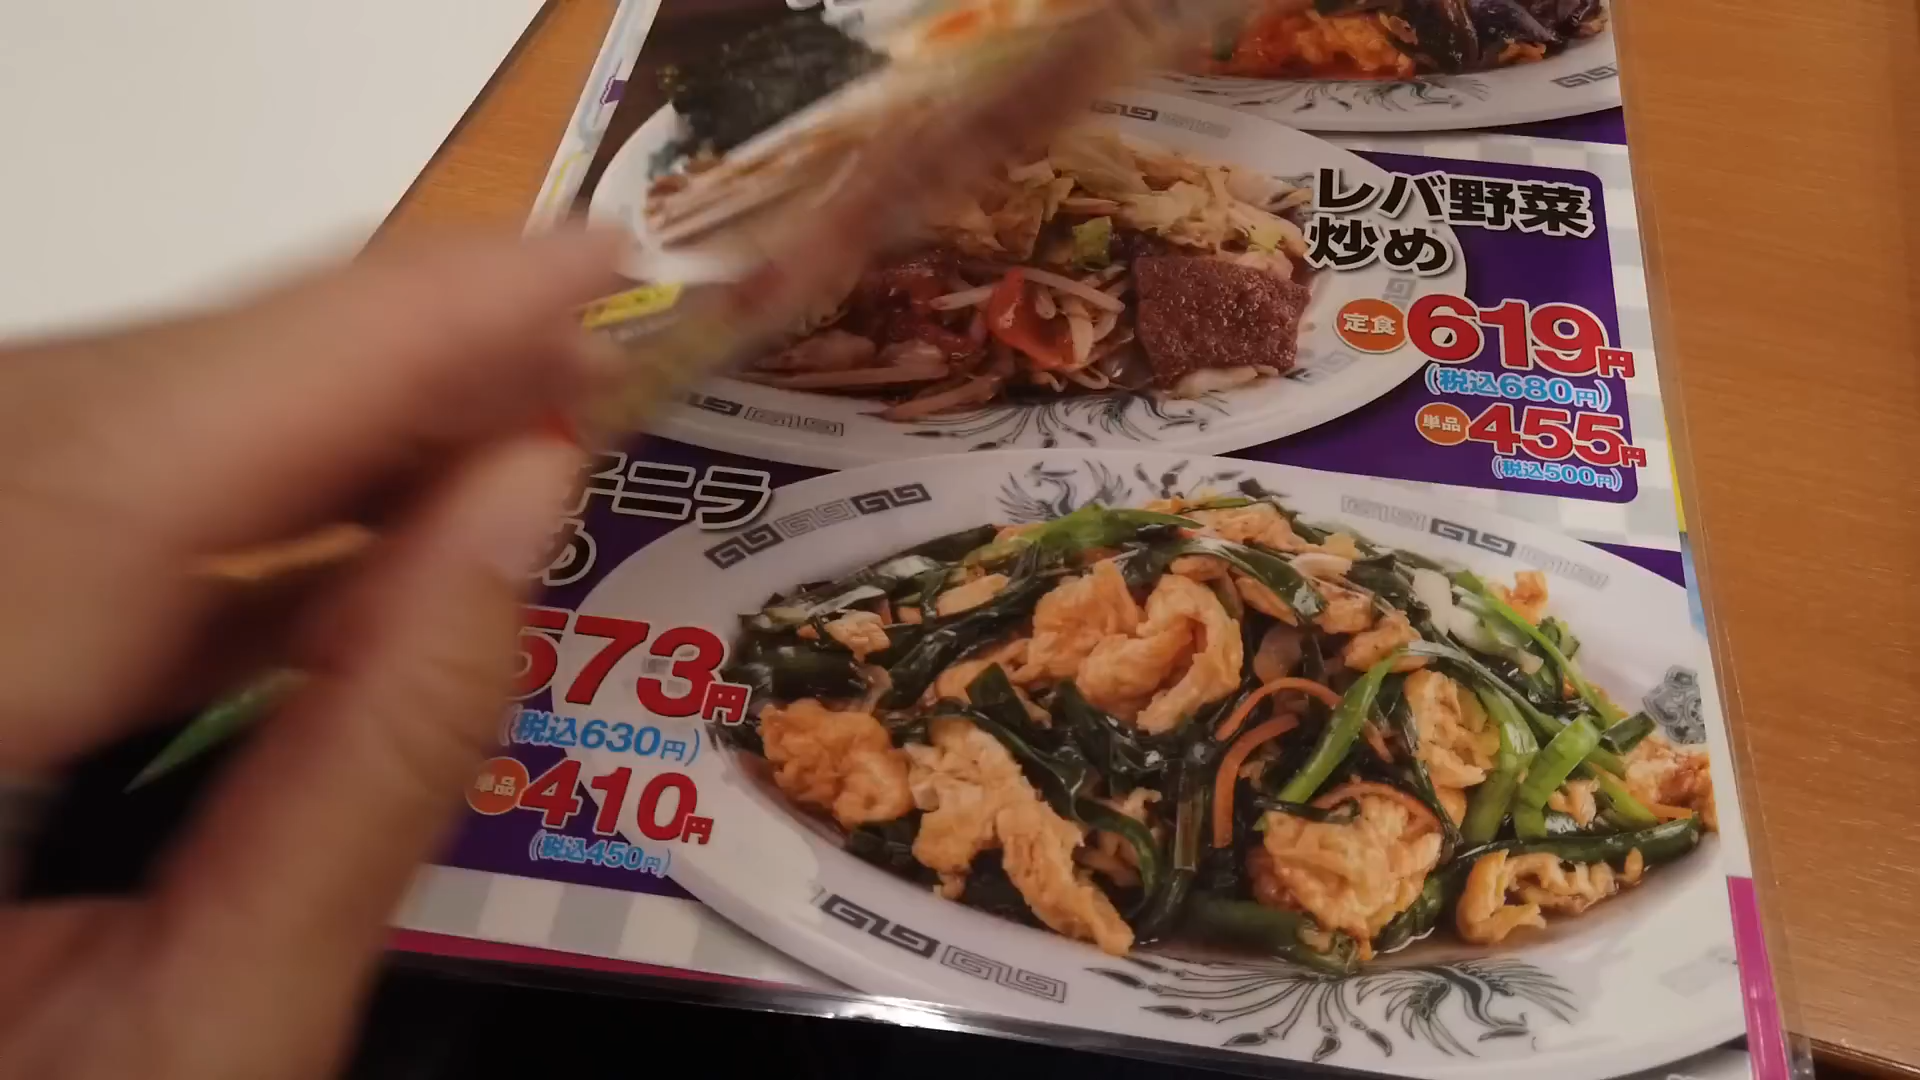 レバ野菜
炒め
定食 619円
(税込680円)
単品 455円
(税込500円)
子ニラ
め
573円
(税込630円)
単品 410円
(税込450円)